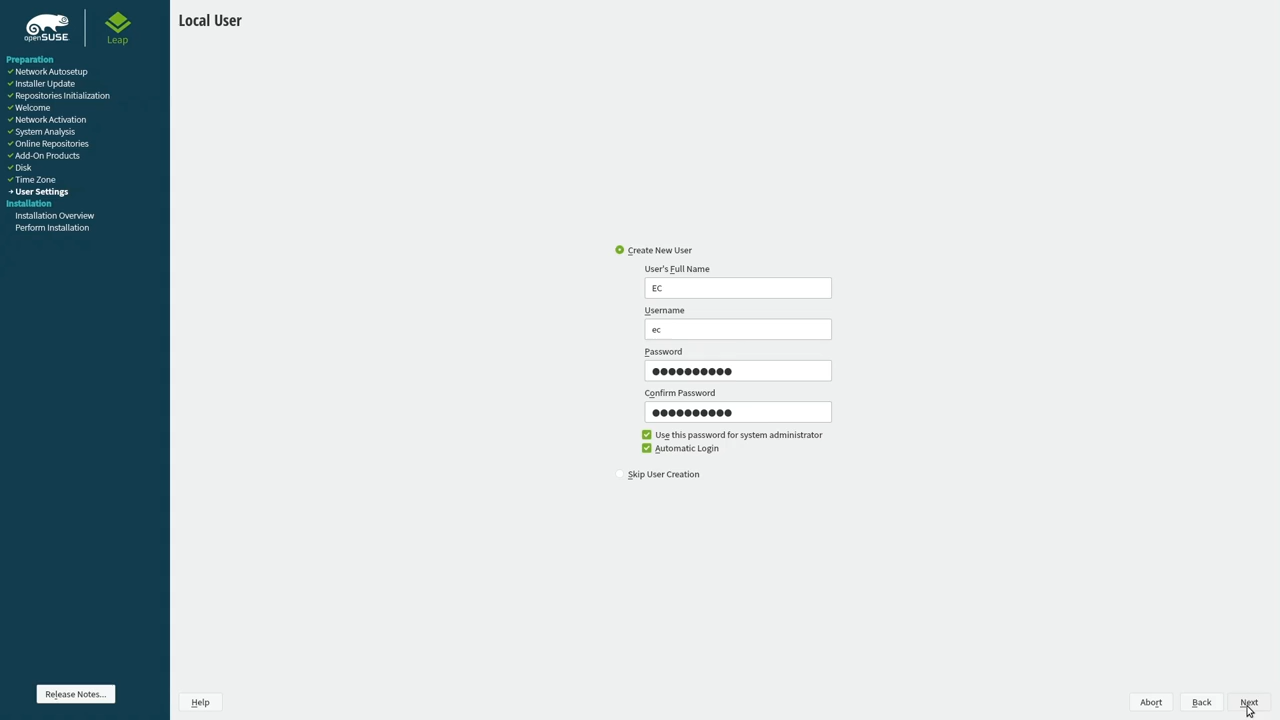 openSUSE
Leap
Local User
Preparation
Network Autosetup
Installer Update
Repositories Initialization
Welcome
Network Activation
System Analysis
Online Repositories
Add-On Products
Disk
Time Zone
User Settings
Installation
Installation Overview
Perform Installation
Create New User
User's Full Name
EC
Username
ec
Password
●●●●●●●●●●
Confirm Password
●●●●●●●●●●
Use this password for system administrator
Automatic Login
Skip User Creation
Release Notes...
Help
Abort
Back
Next